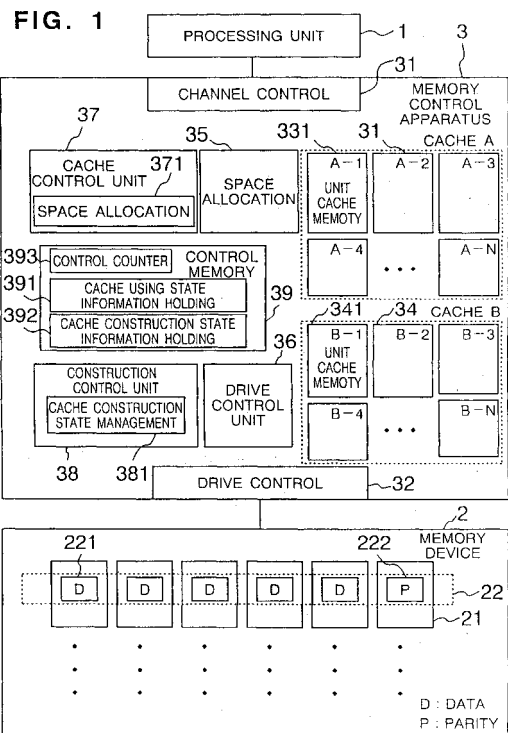 FIG. 1
PROCESSING UNIT
1
31
3
CHANNEL CONTROL
MEMORY
CONTROL
APPARATUS
37
35
331
31
CACHE A
CACHE
CONTROL UNIT
371
SPACE ALLOCATION
SPACE
ALLOCATION
A-1
UNIT
CACHE
MEMOTY
A-2
A-3
A-4
• • •
A-N
393
CONTROL COUNTER
CONTROL
MEMORY
391
CACHE USING STATE
INFORMATION HOLDING
392
CACHE CONSTRUCTION STATE
INFORMATION HOLDING
39
36
341
34
CACHE B
B-1
UNIT
CACHE
MEMOTY
B-2
B-3
B-4
• • •
B-N
CONSTRUCTION
CONTROL UNIT
CACHE CONSTRUCTION
STATE MANAGEMENT
DRIVE
CONTROL
UNIT
38
381
DRIVE CONTROL
32
2
MEMORY
DEVICE
221
222
D D D D D P
22
21
D : DATA
P : PARITY